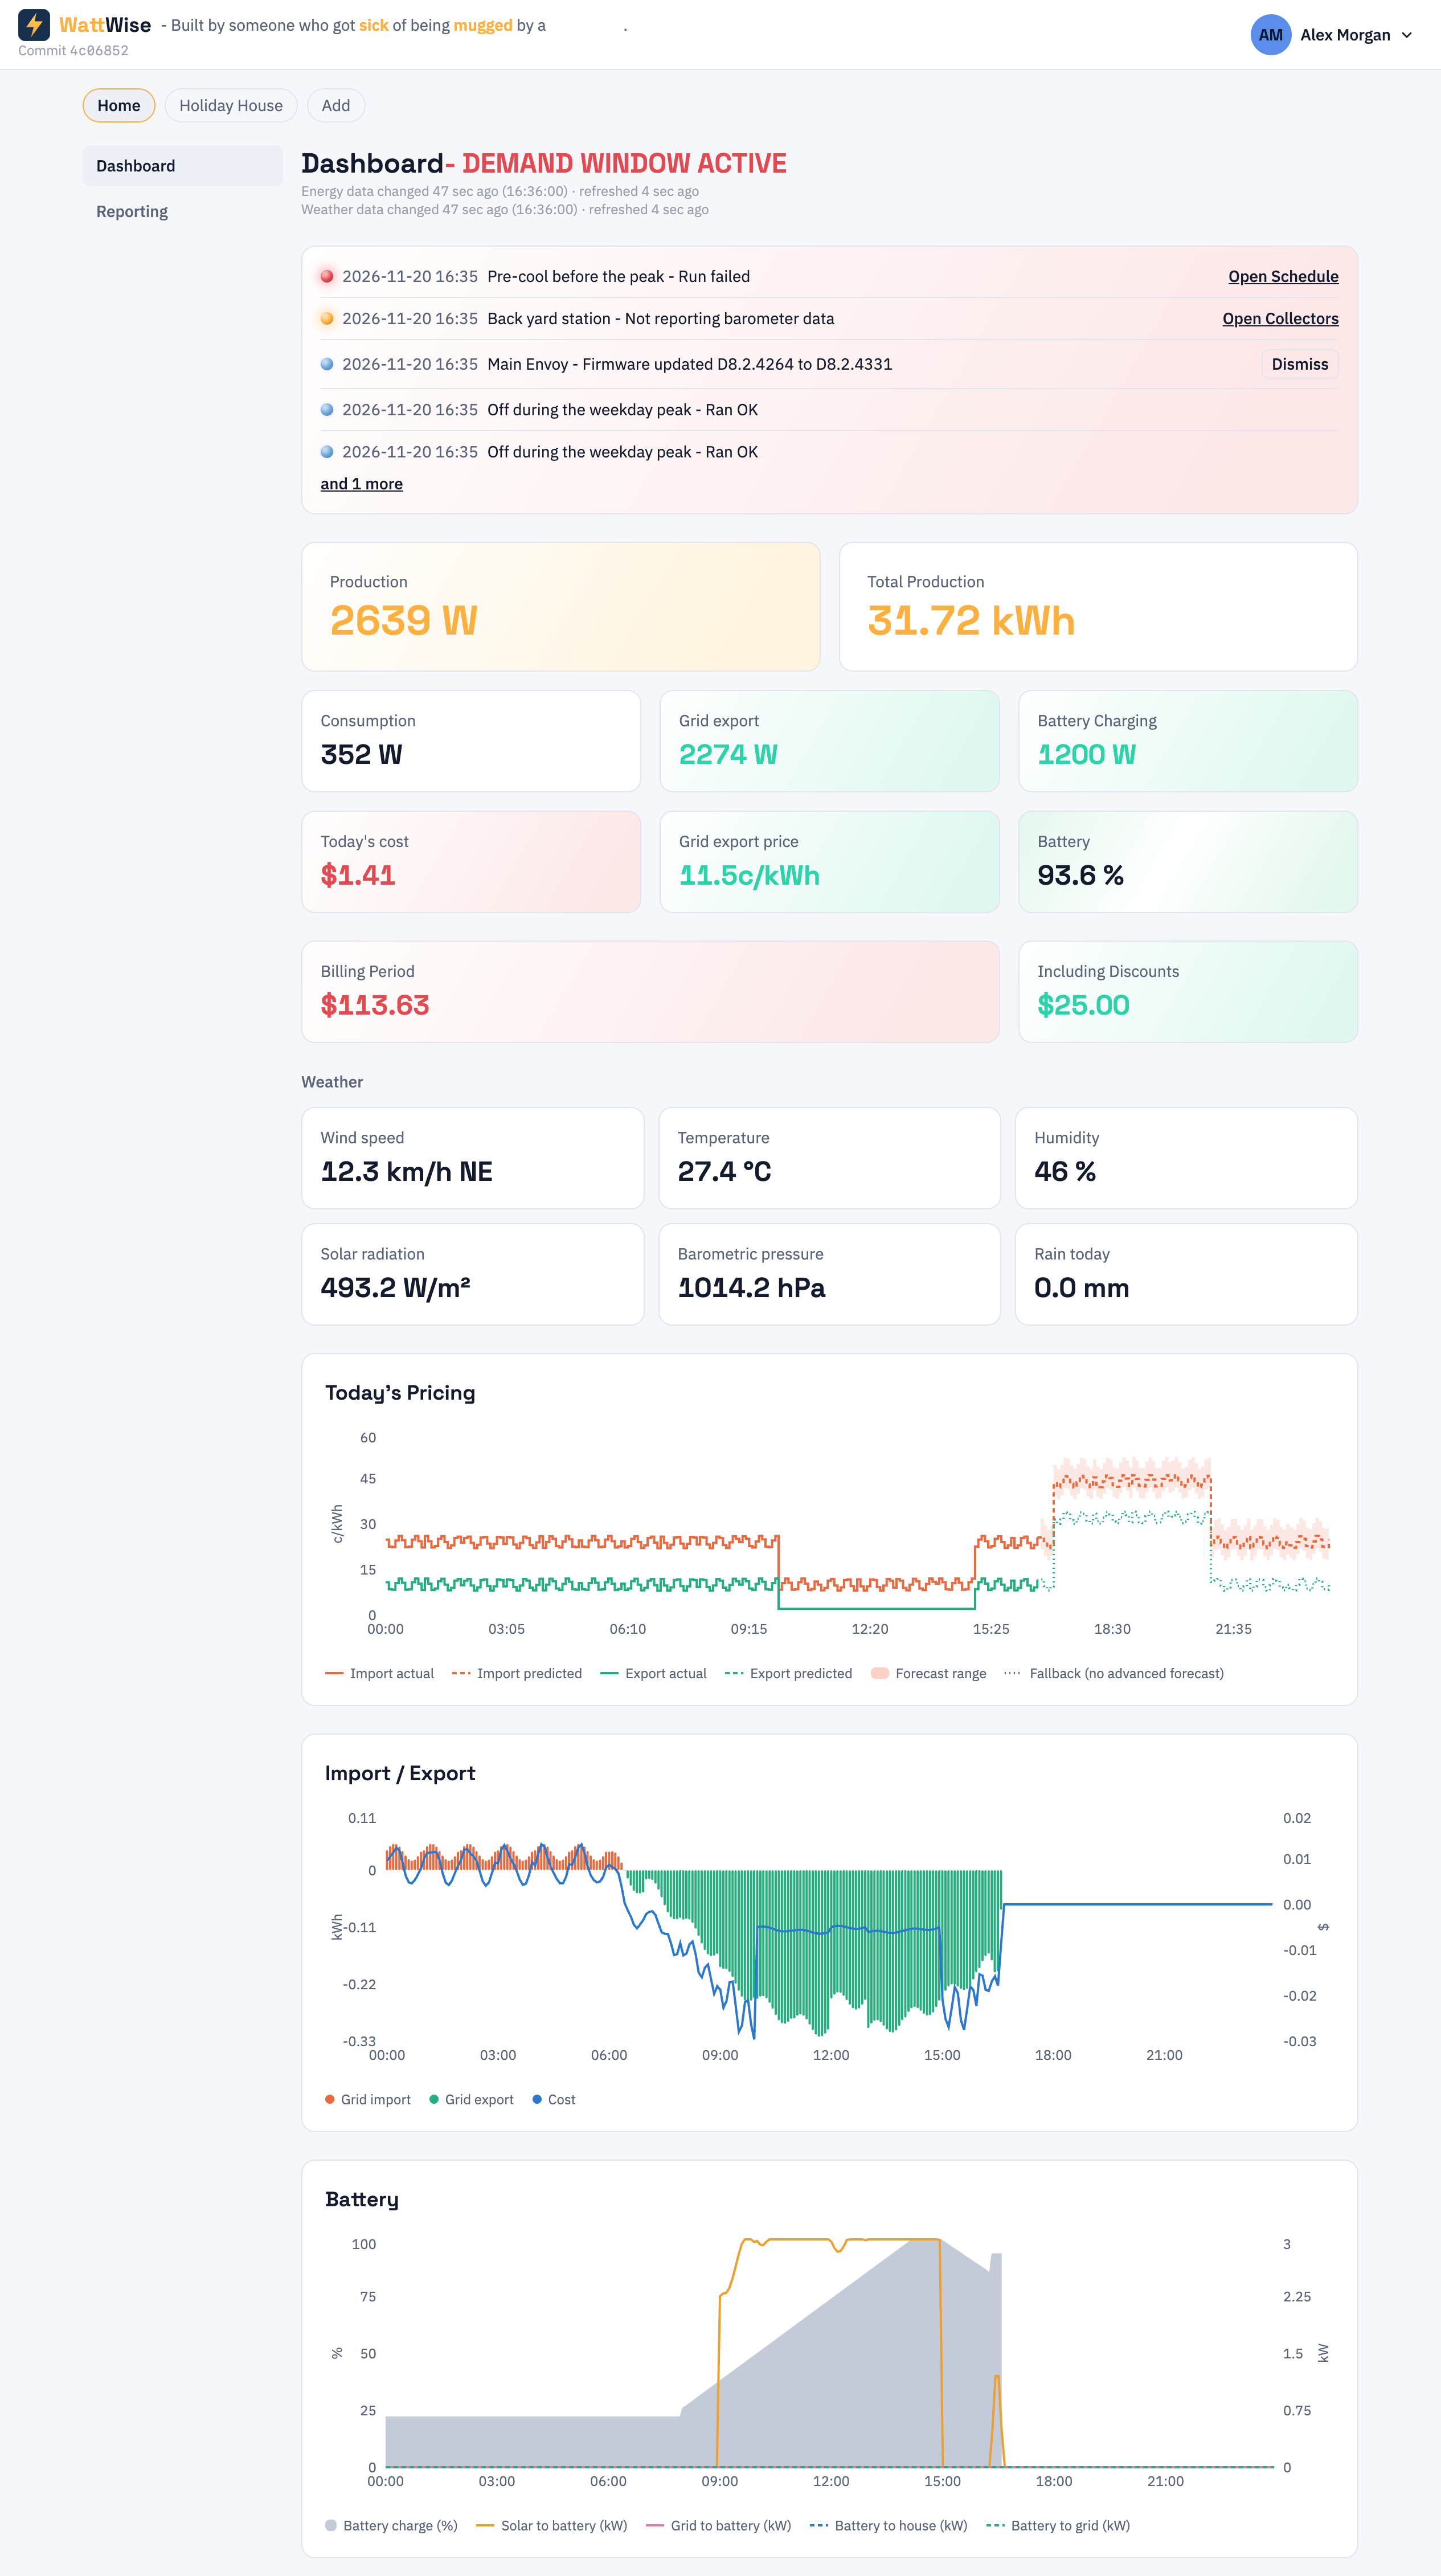 WattWise - Built by someone who got sick of being mugged by a .
Commit 4c06852
AM Alex Morgan
Home Holiday House Add
Dashboard
Reporting
Dashboard- DEMAND WINDOW ACTIVE
Energy data changed 47 sec ago (16:36:00) · refreshed 4 sec ago
Weather data changed 47 sec ago (16:36:00) · refreshed 4 sec ago
2026-11-20 16:35 Pre-cool before the peak - Run failed Open Schedule
2026-11-20 16:35 Back yard station - Not reporting barometer data Open Collectors
2026-11-20 16:35 Main Envoy - Firmware updated D8.2.4264 to D8.2.4331 Dismiss
2026-11-20 16:35 Off during the weekday peak - Ran OK
2026-11-20 16:35 Off during the weekday peak - Ran OK
and 1 more
Production Total Production
2639 W 31.72 kWh
Consumption Grid export Battery Charging
352 W 2274 W 1200 W
Today's cost Grid export price Battery
$1.41 11.5c/kWh 93.6 %
Billing Period Including Discounts
$113.63 $25.00
Weather
Wind speed Temperature Humidity
12.3 km/h NE 27.4 °C 46 %
Solar radiation Barometric pressure Rain today
493.2 W/m² 1014.2 hPa 0.0 mm
Today's Pricing
60
45
30
15
0
c/kWh
00:00 03:05 06:10 09:15 12:20 15:25 18:30 21:35
Import actual Import predicted Export actual Export predicted Forecast range Fallback (no advanced forecast)
Import / Export
0.11 0.02
0 0.01
0.00
kWh -0.11 $
-0.01
-0.22 -0.02
-0.33 -0.03
00:00 03:00 06:00 09:00 12:00 15:00 18:00 21:00
Grid import Grid export Cost
Battery
100 3
75 2.25
% 50 1.5 kW
25 0.75
0 0
00:00 03:00 06:00 09:00 12:00 15:00 18:00 21:00
Battery charge (%) Solar to battery (kW) Grid to battery (kW) Battery to house (kW) Battery to grid (kW)